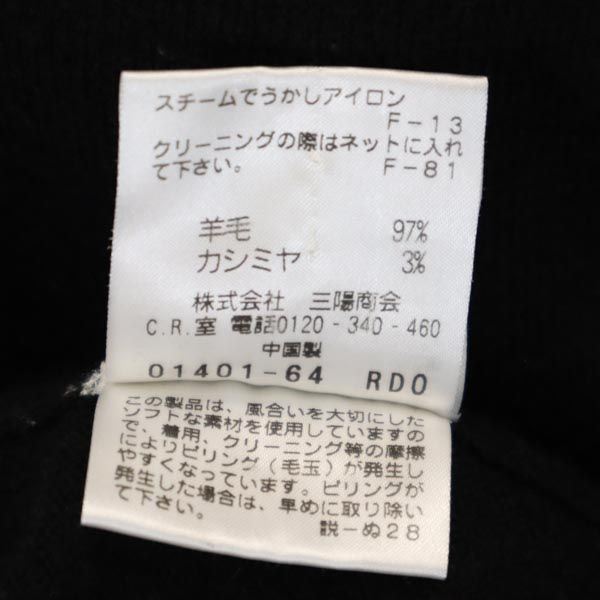 スチームでうかしアイロン
F-13
クリーニングの際はネットに入れ
て下さい。 F-81
羊毛 97%
カシミヤ 3%
株式会社 三陽商会
C.R.室 電話0120-340-460
中国製
01401-64 RDO
この製品は、風合いを大切にした
ソフトな素材を使用していますの
で、着用、クリーニング等の摩擦
によりピリング(毛玉)が発生し
やすくなっています。ピリングが
発生した場合は、早めに取り除い
て下さい。 説-ぬ28